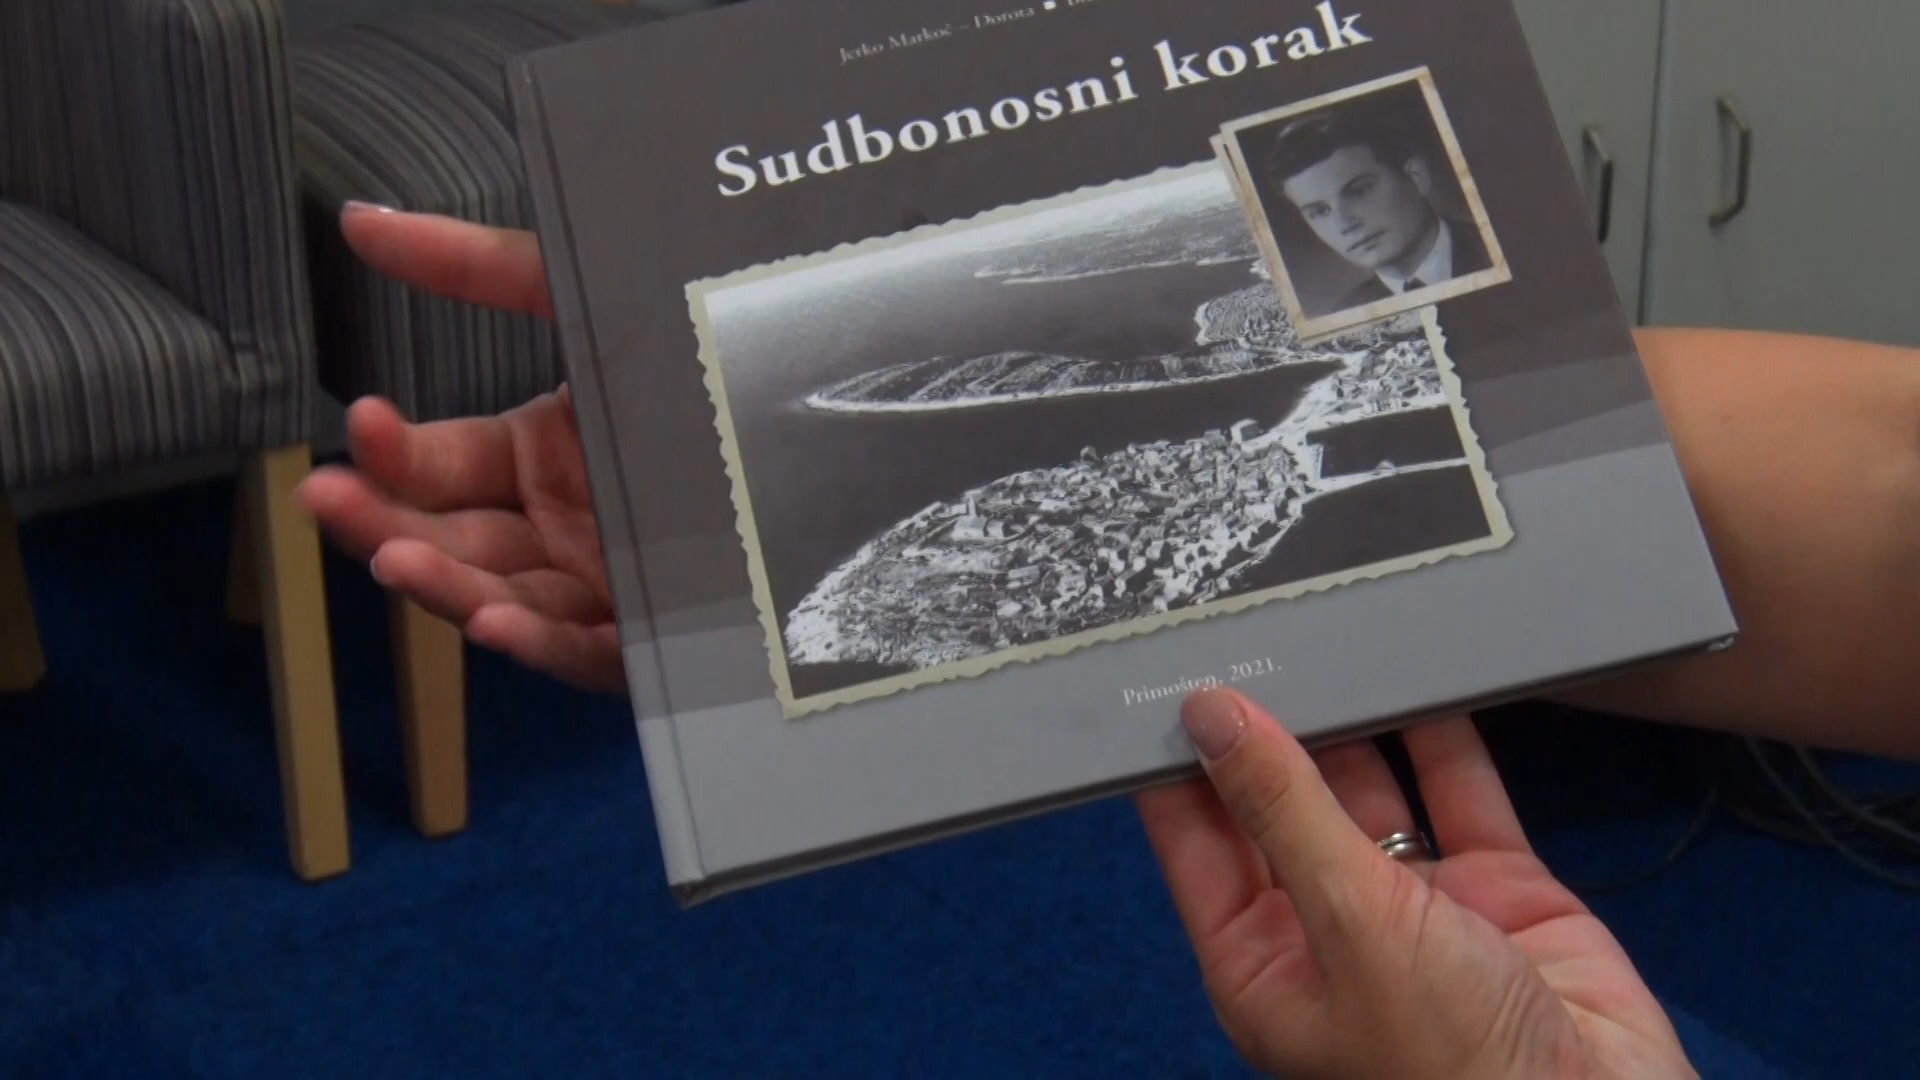 Jerko Markoč – Dorota •
Sudbonosni korak
Primošten, 2021.